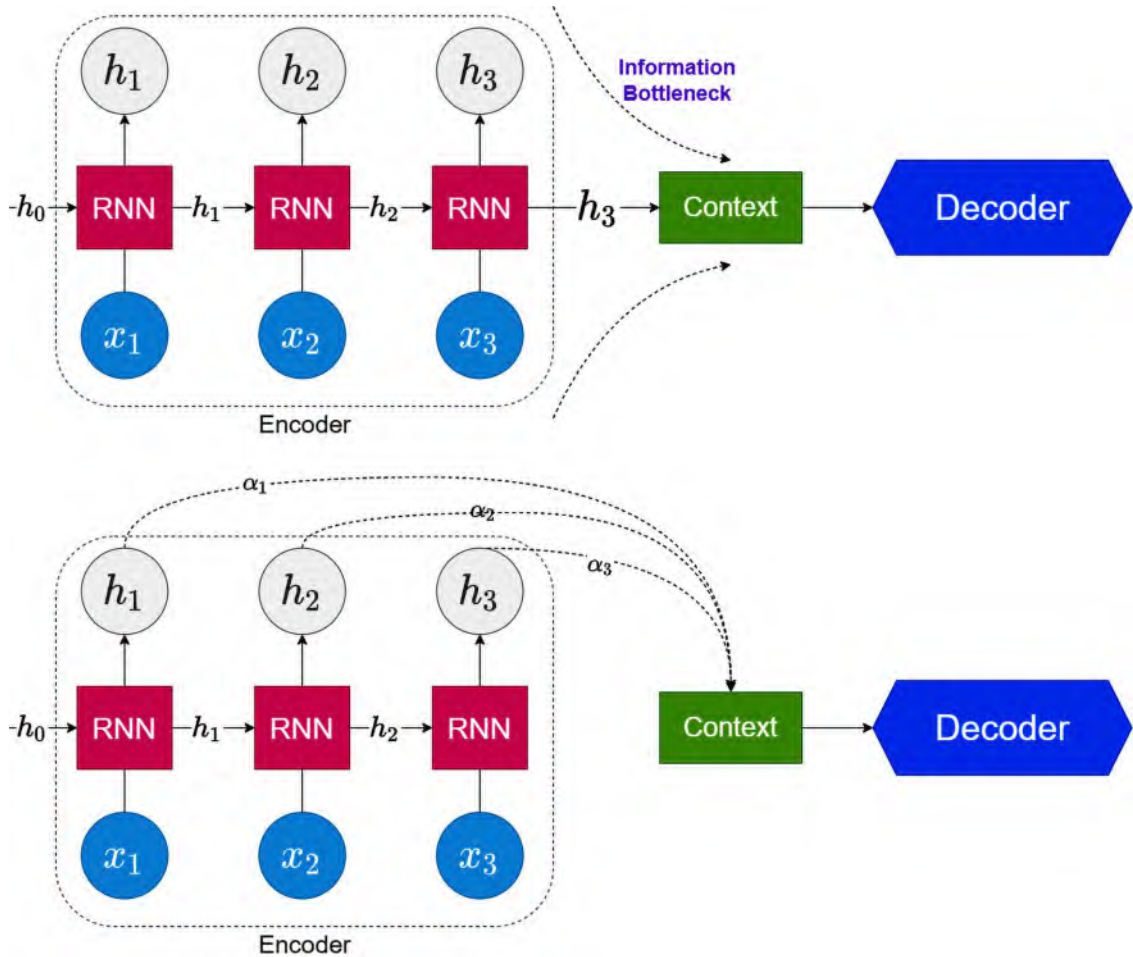 h₁ h₂ h₃
Information
Bottleneck
h₀ RNN h₁ RNN h₂ RNN h₃ Context Decoder
x₁ x₂ x₃
Encoder
α₁
α₂
α₃
h₁ h₂ h₃
h₀ RNN h₁ RNN h₂ RNN Context Decoder
x₁ x₂ x₃
Encoder